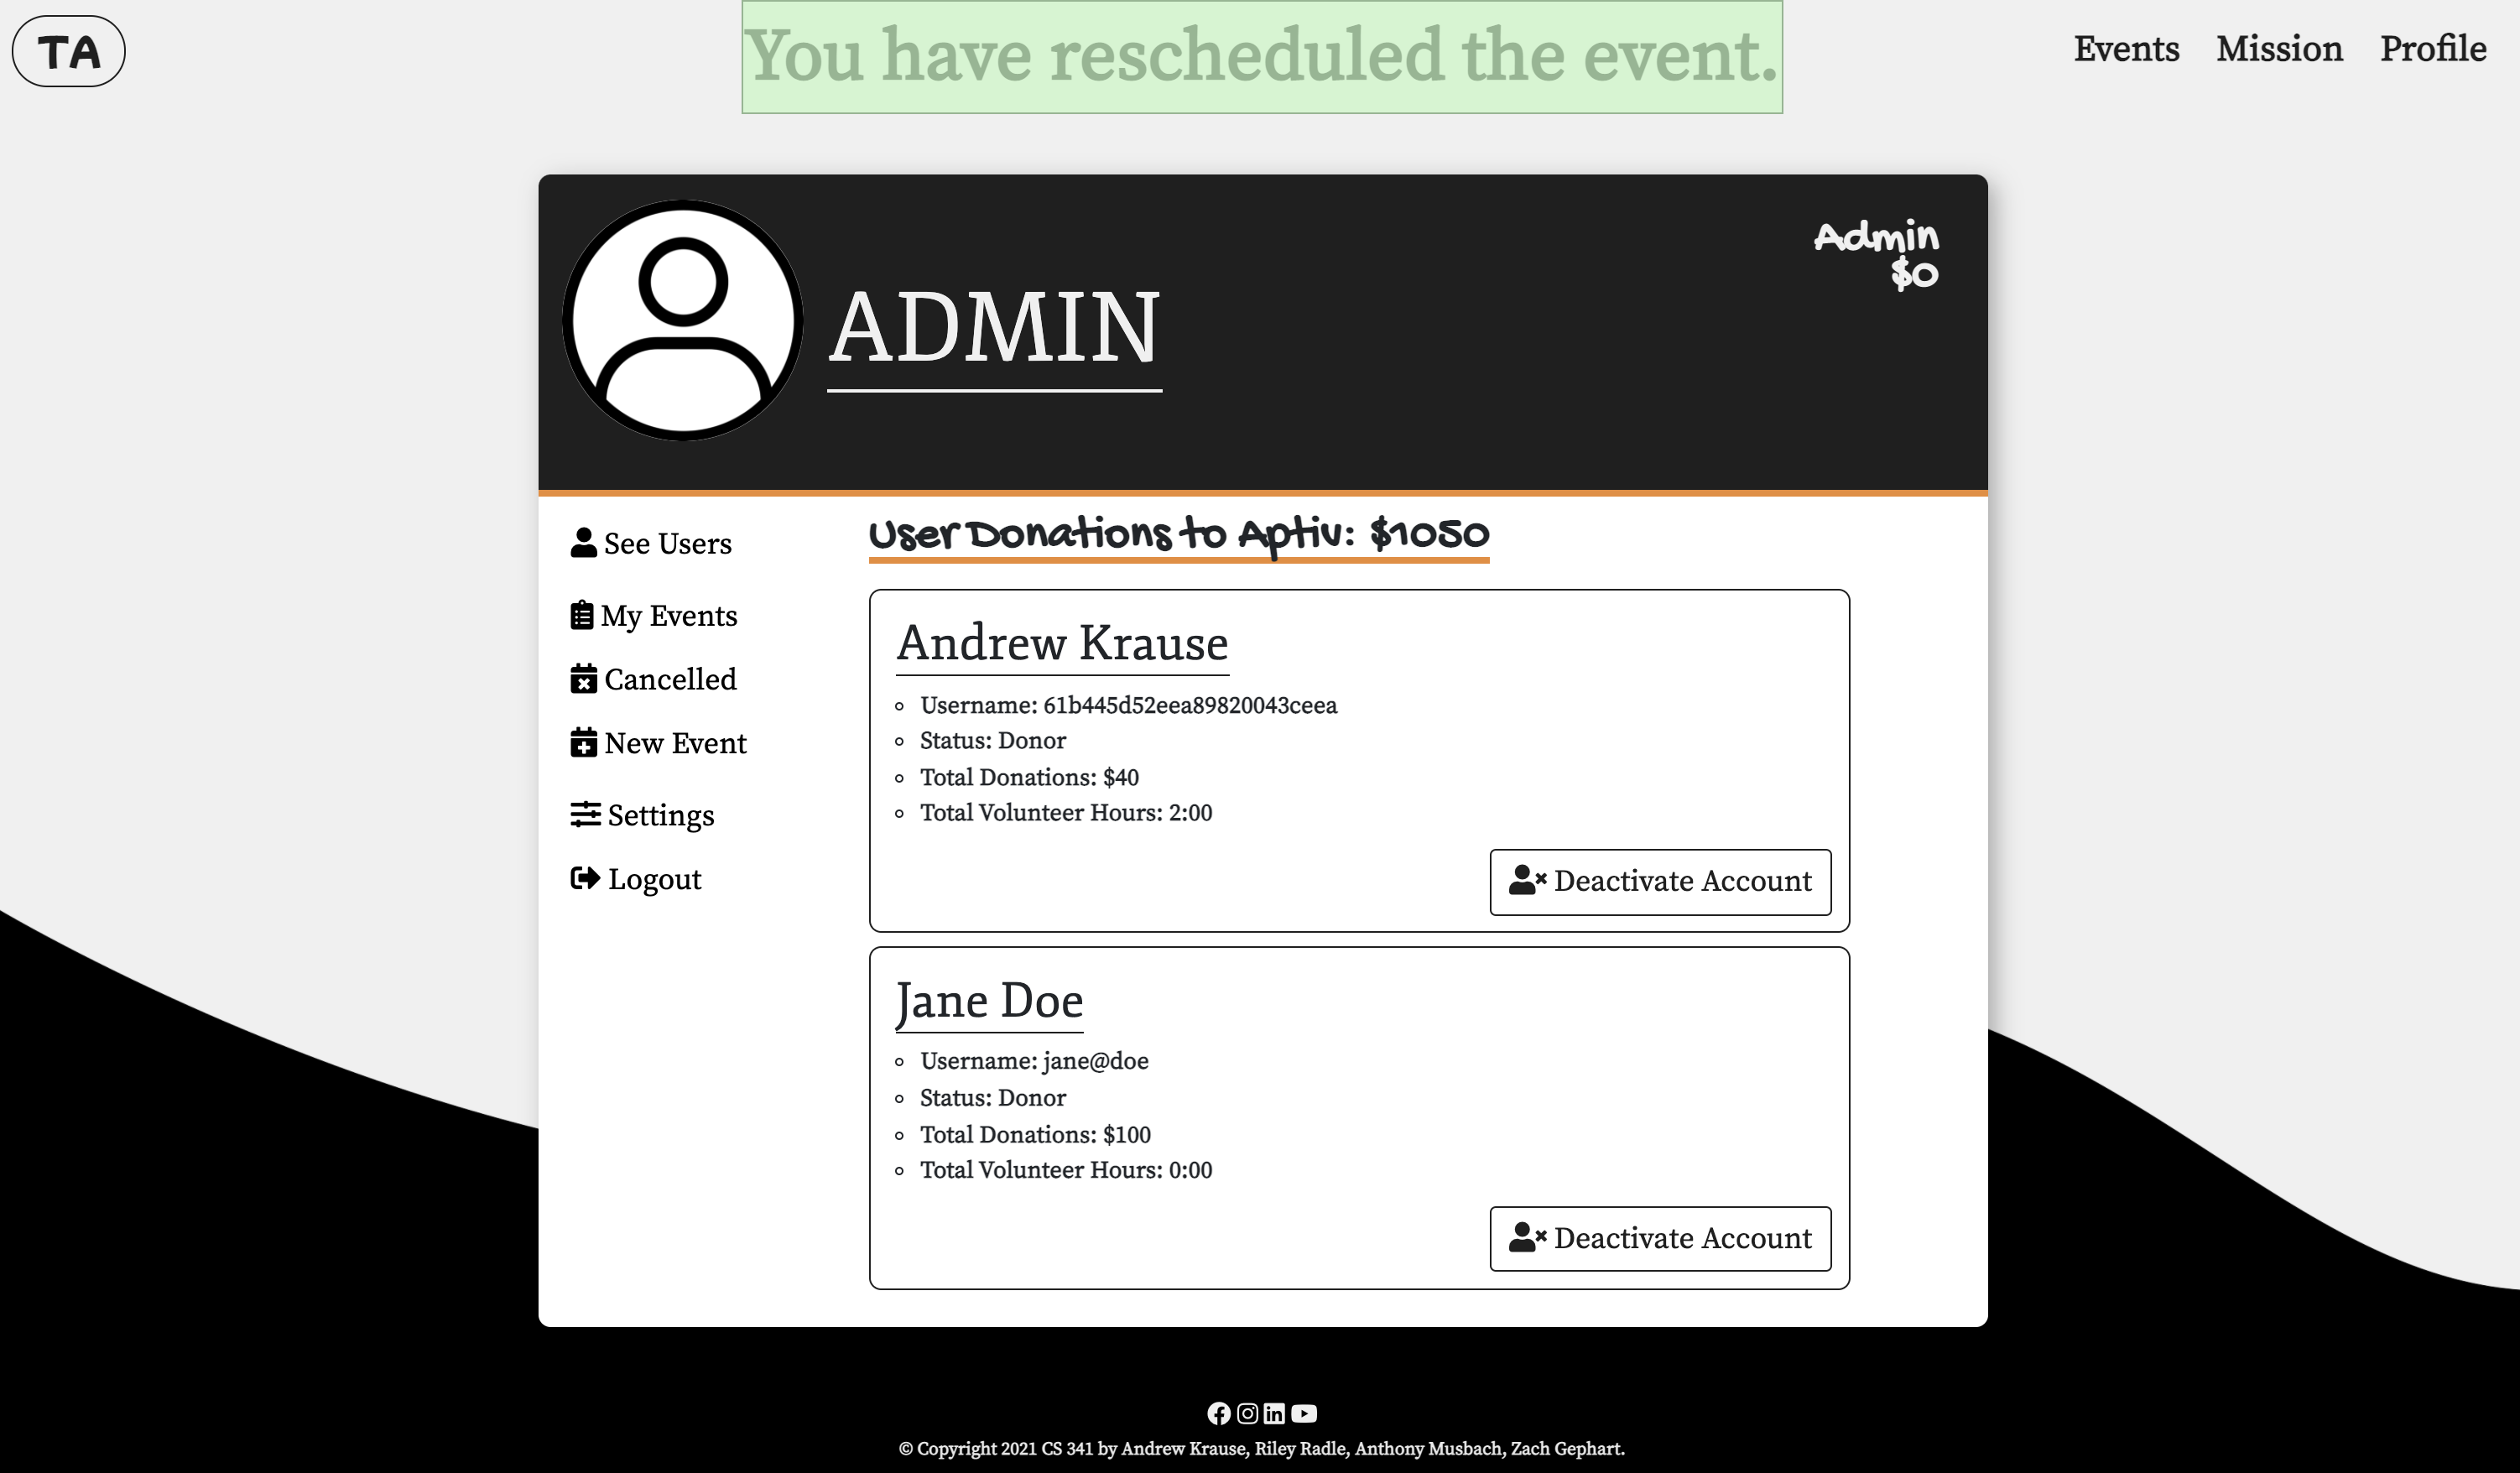 TA
You have rescheduled the event.
Events Mission Profile
Admin
$0
ADMIN
See Users
My Events
Cancelled
New Event
Settings
Logout
User Donations to Aptiv: $1050
Andrew Krause
Username: 61b445d52eea89820043ceea
Status: Donor
Total Donations: $40
Total Volunteer Hours: 2:00
Deactivate Account
Jane Doe
Username: jane@doe
Status: Donor
Total Donations: $100
Total Volunteer Hours: 0:00
Deactivate Account
© Copyright 2021 CS 341 by Andrew Krause, Riley Radle, Anthony Musbach, Zach Gephart.